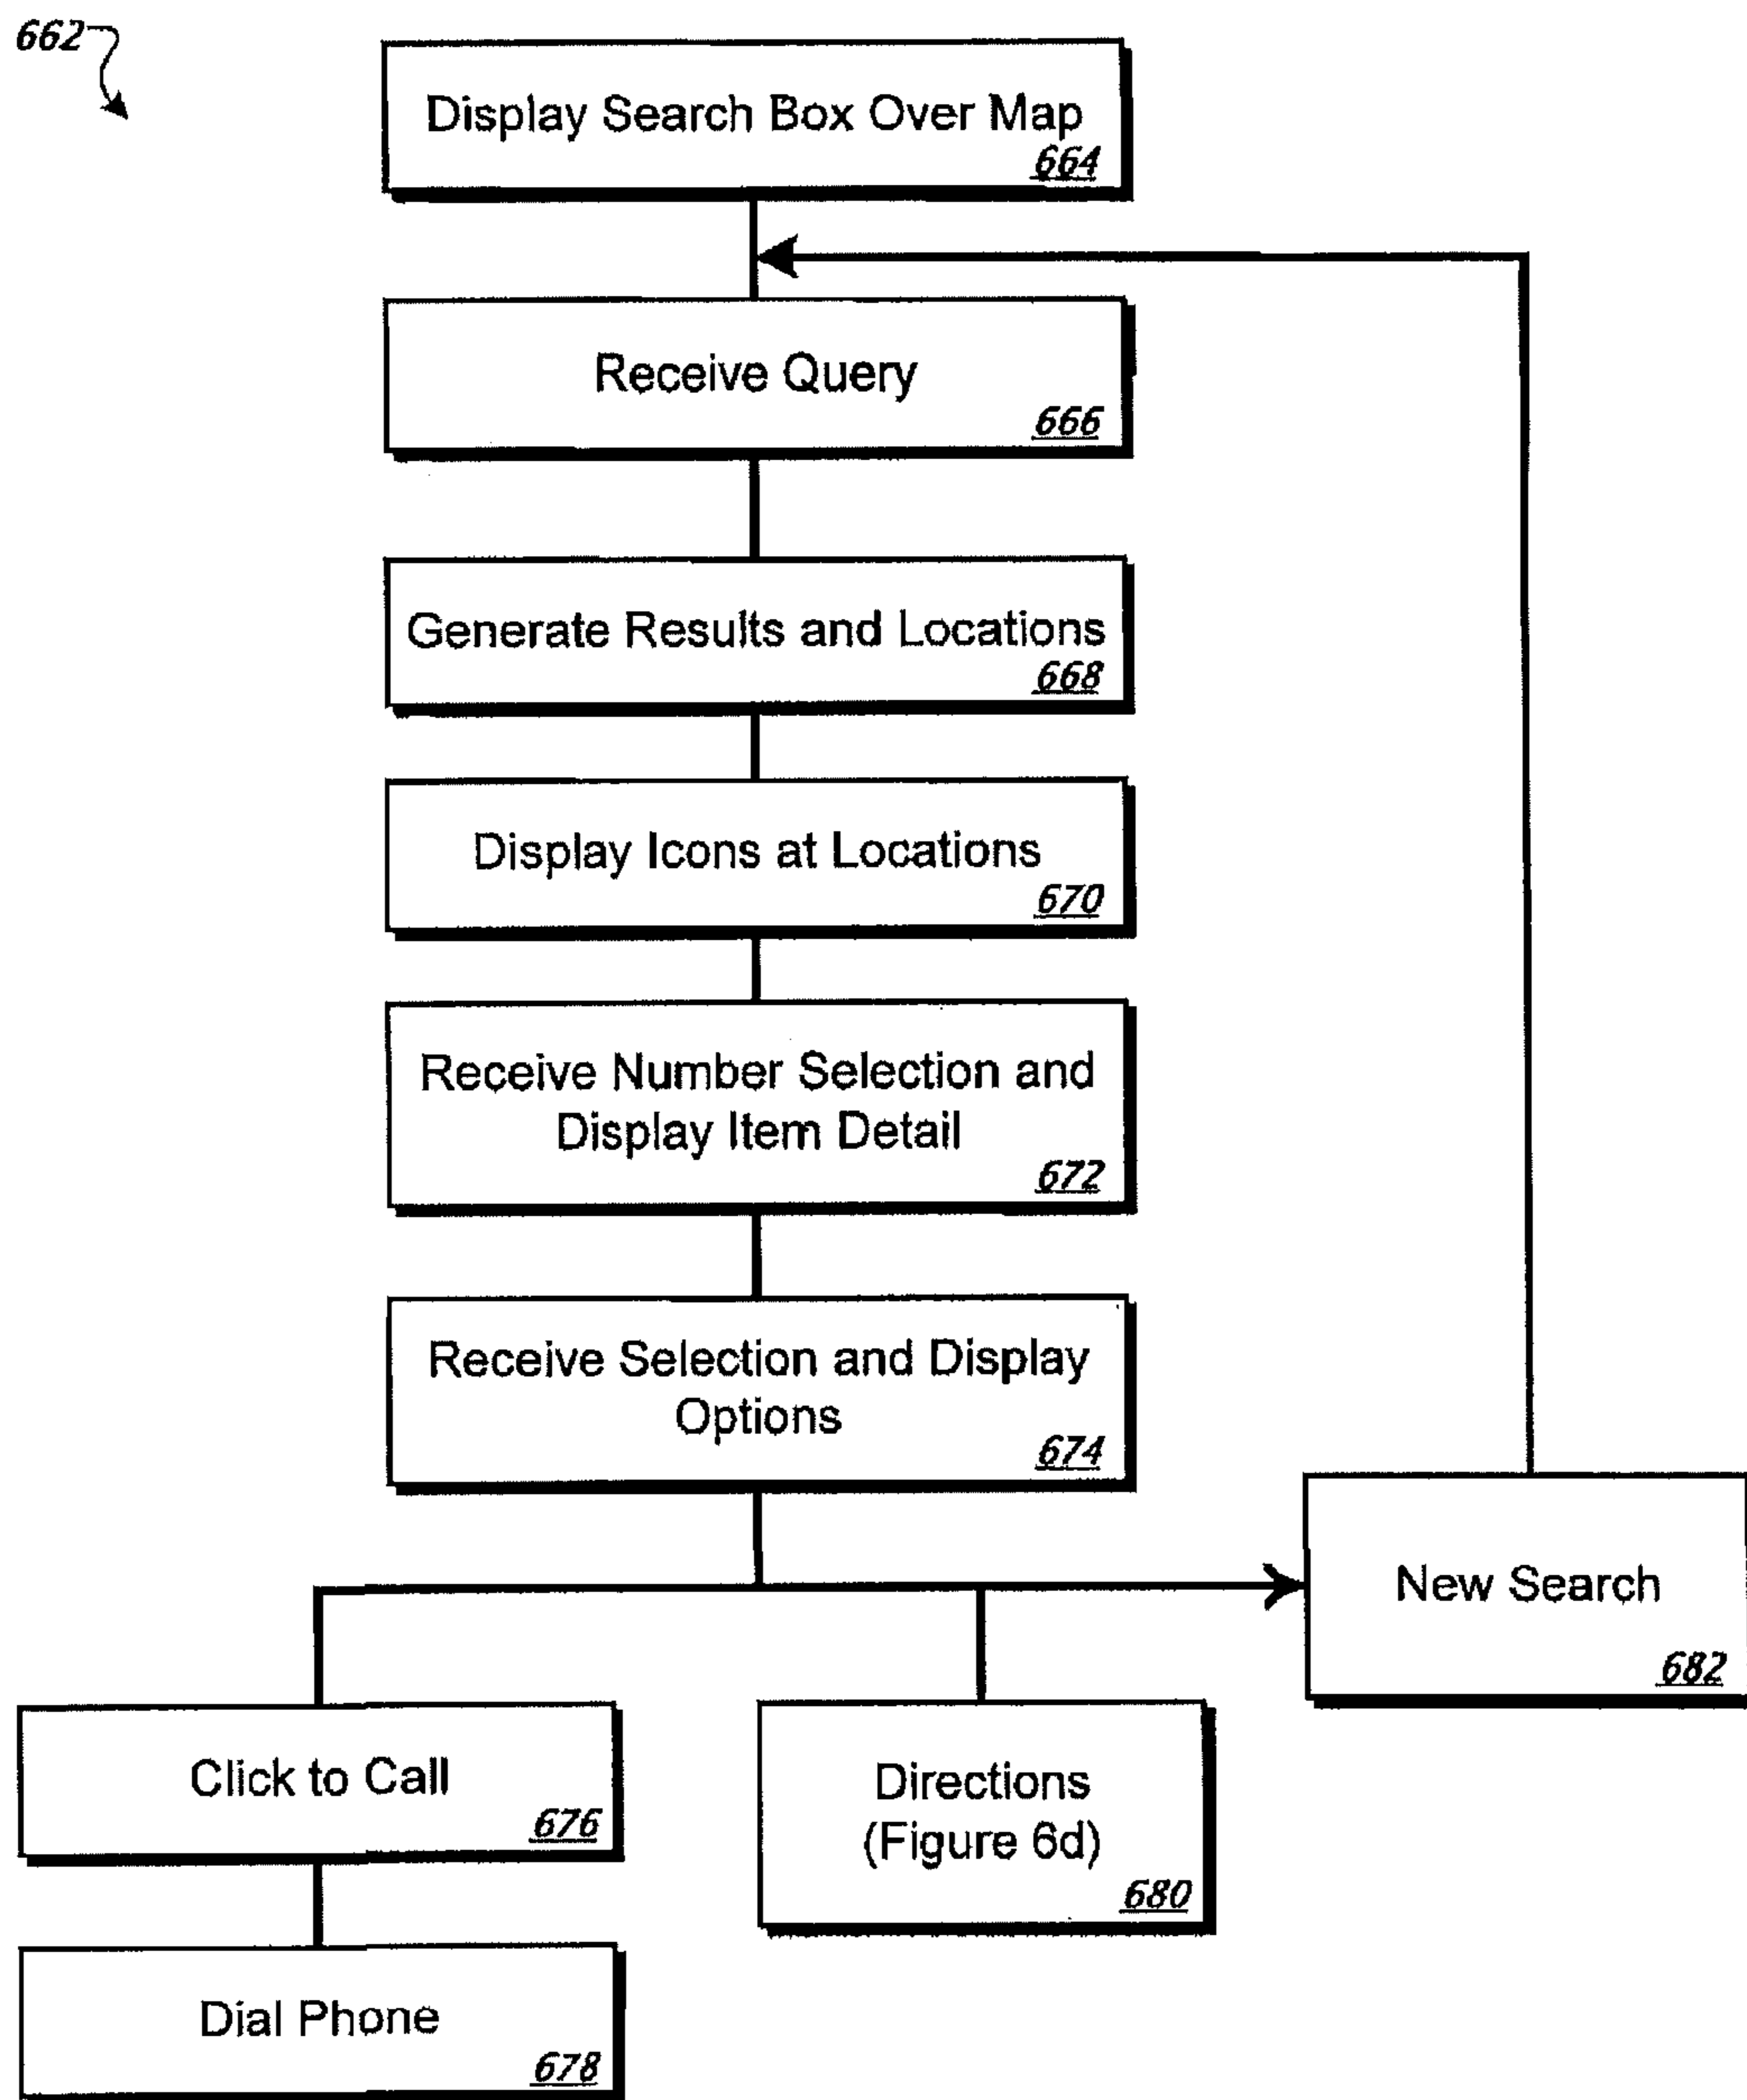 662
Display Search Box Over Map
664
Receive Query
666
Generate Results and Locations
668
Display Icons at Locations
670
Receive Number Selection and
Display Item Detail
672
Receive Selection and Display
Options
674
New Search
682
Click to Call
676
Directions
(Figure 6d)
680
Dial Phone
678